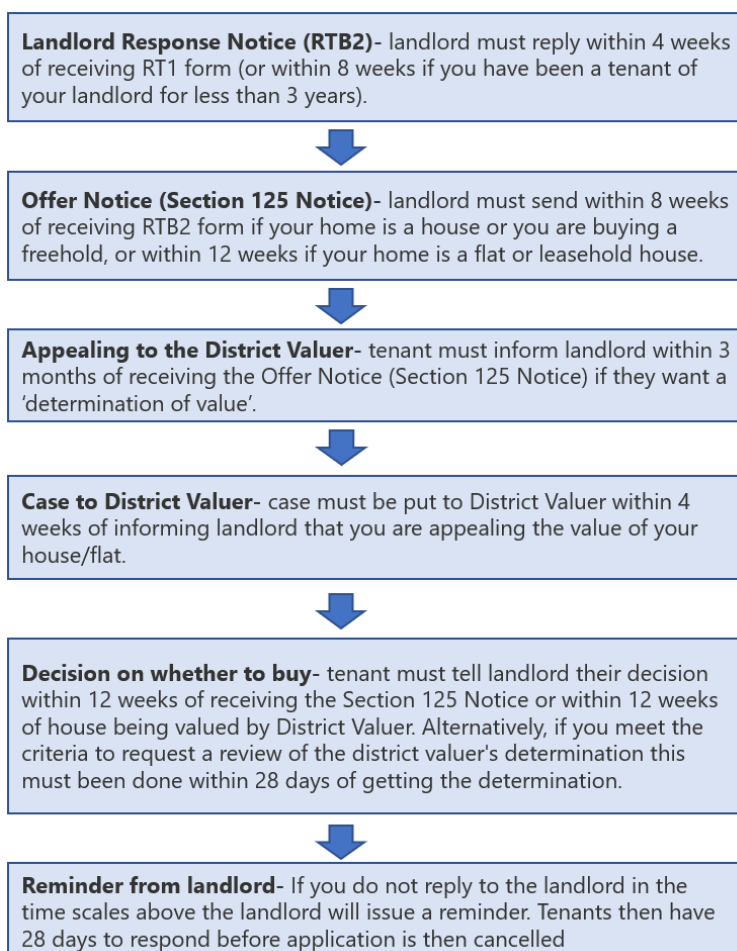 Landlord Response Notice (RTB2)- landlord must reply within 4 weeks
of receiving RT1 form (or within 8 weeks if you have been a tenant of
your landlord for less than 3 years).
Offer Notice (Section 125 Notice)- landlord must send within 8 weeks
of receiving RTB2 form if your home is a house or you are buying a
freehold, or within 12 weeks if your home is a flat or leasehold house.
Appealing to the District Valuer- tenant must inform landlord within 3
months of receiving the Offer Notice (Section 125 Notice) if they want a
‘determination of value’.
Case to District Valuer- case must be put to District Valuer within 4
weeks of informing landlord that you are appealing the value of your
house/flat.
Decision on whether to buy- tenant must tell landlord their decision
within 12 weeks of receiving the Section 125 Notice or within 12 weeks
of house being valued by District Valuer. Alternatively, if you meet the
criteria to request a review of the district valuer's determination this
must been done within 28 days of getting the determination.
Reminder from landlord- If you do not reply to the landlord in the
time scales above the landlord will issue a reminder. Tenants then have
28 days to respond before application is then cancelled